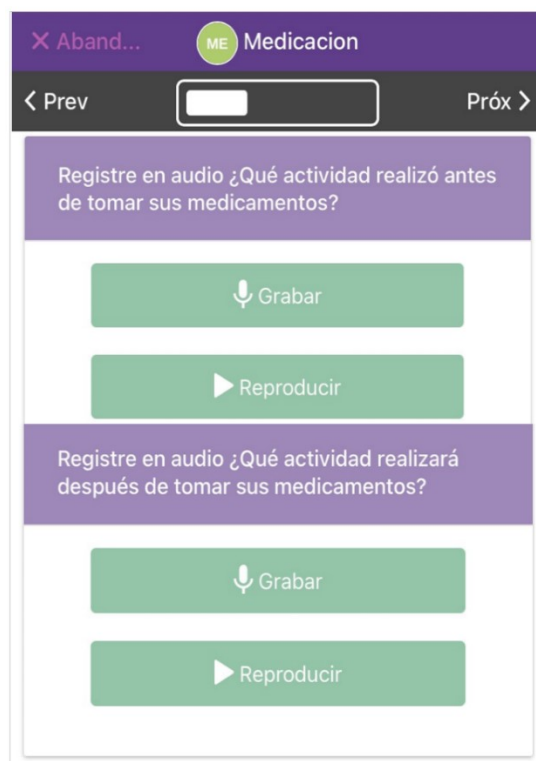 Aband...
ME
Medicacion
Prev
Próx
Registre en audio ¿Qué actividad realizó antes
de tomar sus medicamentos?
Grabar
Reproducir
Registre en audio ¿Qué actividad realizará
después de tomar sus medicamentos?
Grabar
Reproducir